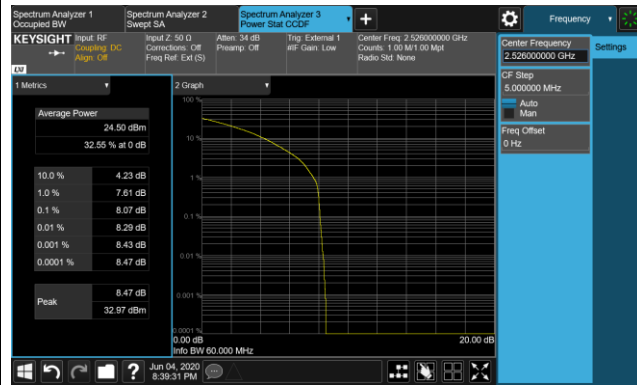 Spectrum Analyzer 1
Occupied BW
Spectrum Analyzer 2
Swept SA
Spectrum Analyzer 3
Power Stat CCDF
Frequency
KEYSIGHT
Input: RF
Coupling: DC
Align: Off
Input Z: 50 Ω
Corrections: Off
Freq Ref: Ext (S)
Atten: 34 dB
Preamp: Off
Trig: External 1
#IF Gain: Low
Center Freq: 2.526000000 GHz
Counts: 1.00 M/1.00 Mpt
Radio Std: None
LXI
Center Frequency
2.526000000 GHz
Settings
CF Step
5.000000 MHz
Auto
Man
Freq Offset
0 Hz
1 Metrics
Average Power
24.50 dBm
32.55 % at 0 dB
10.0 % 4.23 dB
1.0 % 7.61 dB
0.1 % 8.07 dB
0.01 % 8.29 dB
0.001 % 8.43 dB
0.0001 % 8.47 dB
Peak
8.47 dB
32.97 dBm
2 Graph
100 %
10 %
1 %
0.1 %
0.01 %
0.001 %
0.0001 %
0.00 dB
20.00 dB
Info BW 60.000 MHz
?
Jun 04, 2020
8:39:31 PM